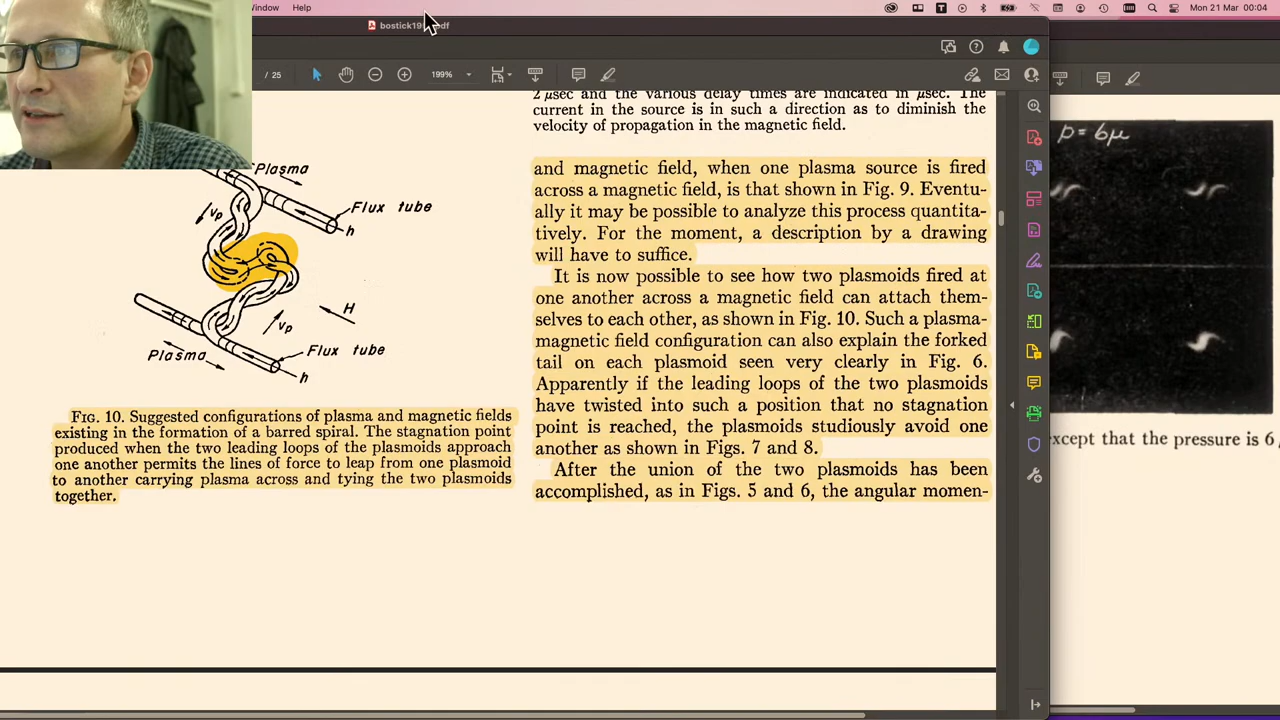 Window Help
Mon 21 Mar 00:04
/ 25
199%
2 μsec and the various delay times are indicated in μsec. The
current in the source is in such a direction as to diminish the
velocity of propagation in the magnetic field.
Plasma
Flux tube
h
vp
H
vp
Plasma
Flux tube
h
FIG. 10. Suggested configurations of plasma and magnetic fields
existing in the formation of a barred spiral. The stagnation point
produced when the two leading loops of the plasmoids approach
one another permits the lines of force to leap from one plasmoid
to another carrying plasma across and tying the two plasmoids
together.
and magnetic field, when one plasma source is fired
across a magnetic field, is that shown in Fig. 9. Eventu-
ally it may be possible to analyze this process quantita-
tively. For the moment, a description by a drawing
will have to suffice.
It is now possible to see how two plasmoids fired at
one another across a magnetic field can attach them-
selves to each other, as shown in Fig. 10. Such a plasma-
magnetic field configuration can also explain the forked
tail on each plasmoid seen very clearly in Fig. 6.
Apparently if the leading loops of the two plasmoids
have twisted into such a position that no stagnation
point is reached, the plasmoids studiously avoid one
another as shown in Figs. 7 and 8.
After the union of the two plasmoids has been
accomplished, as in Figs. 5 and 6, the angular momen-
p = 6μ
except that the pressure is 6